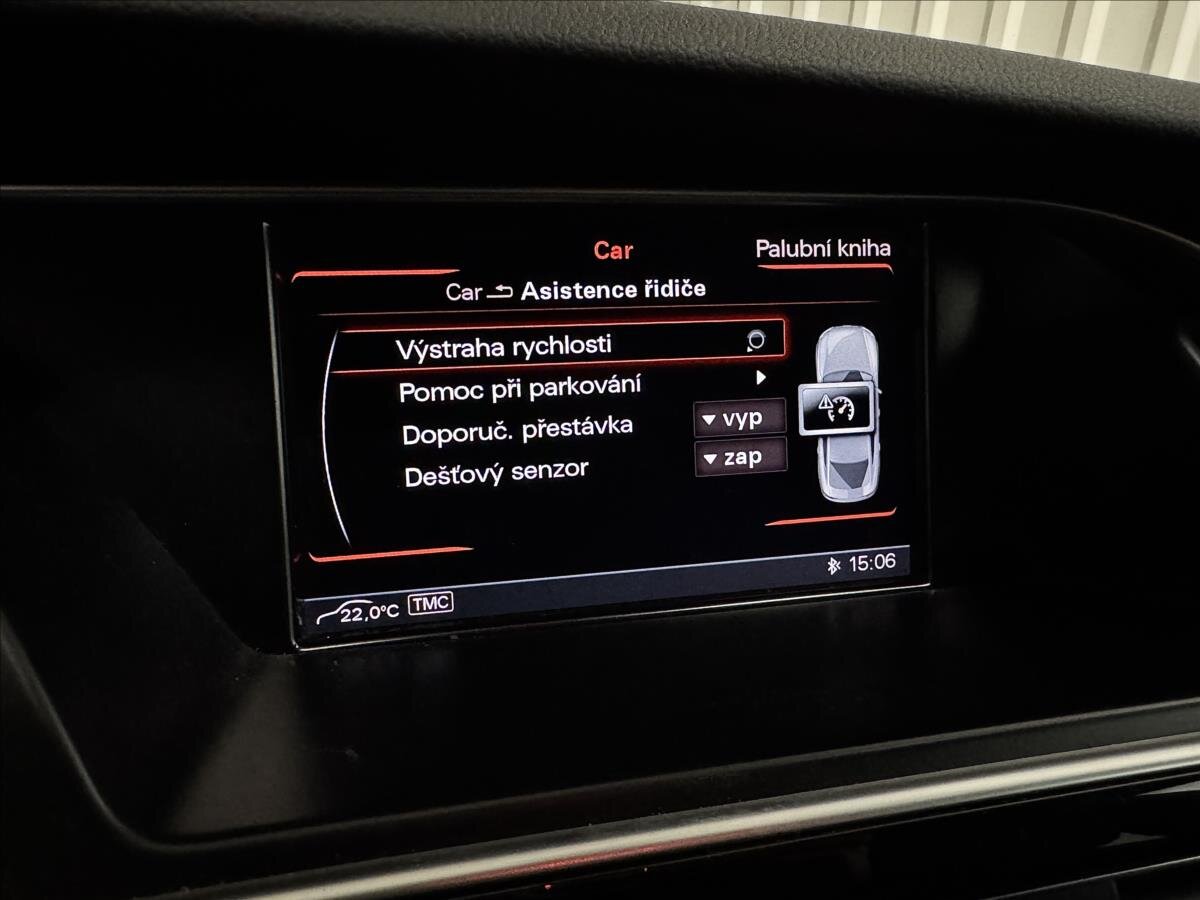 Car
Palubní kniha
Car Asistence řidiče
Výstraha rychlosti
Pomoc při parkování
Doporuč. přestávka vyp
Dešťový senzor zap
22,0°C TMC 15:06